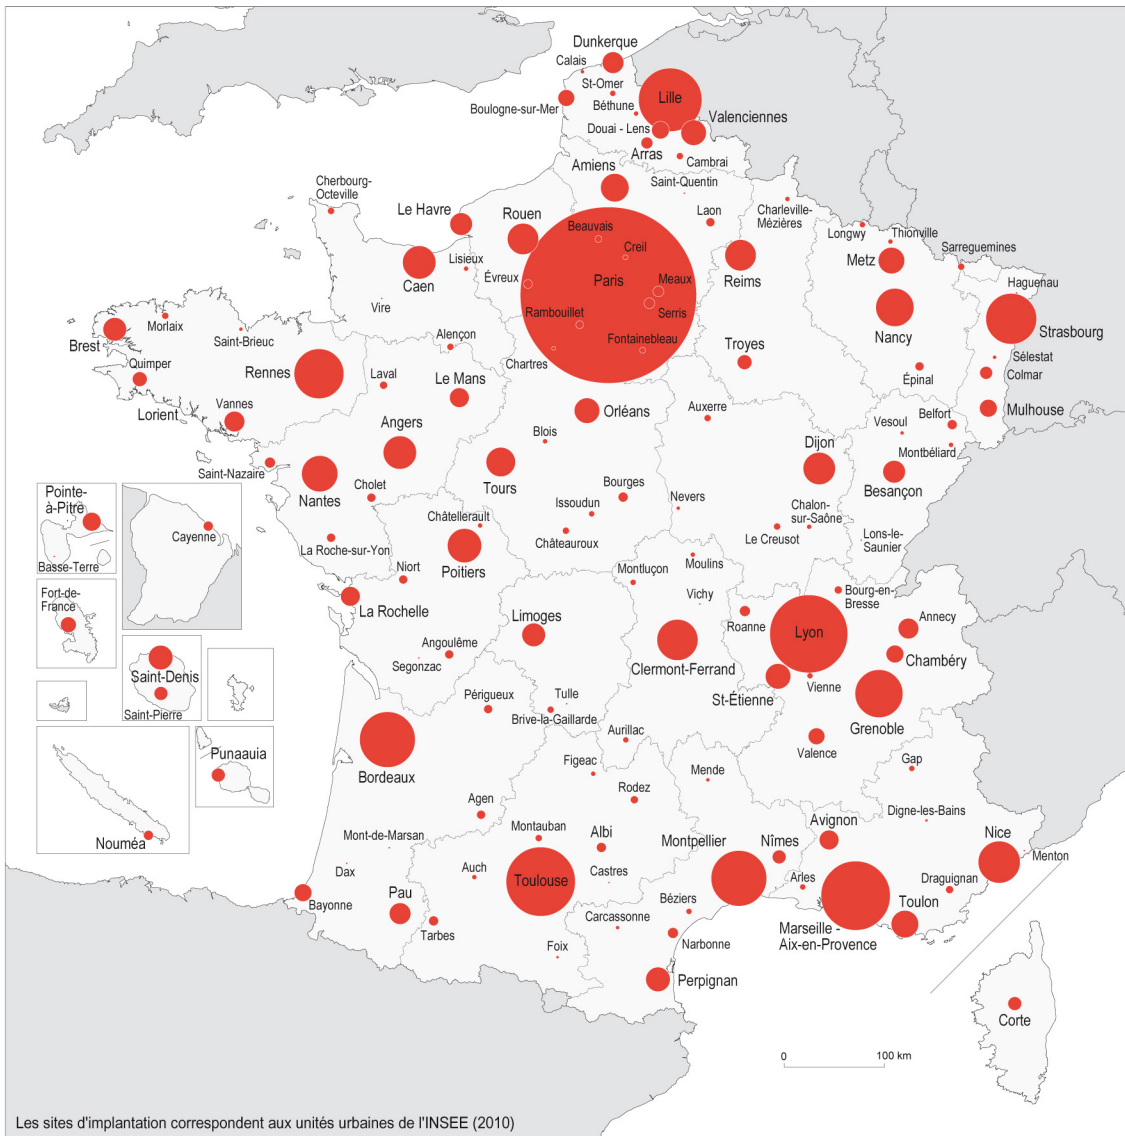 Dunkerque
Calais
St-Omer
Boulogne-sur-Mer
Béthune
Lille
Valenciennes
Douai - Lens
Arras
Cambrai
Amiens
Saint-Quentin
Cherbourg-
Octeville
Le Havre
Rouen
Laon
Charleville-
Mézières
Longwy
Thionville
Sarreguemines
Beauvais
Creil
Lisieux
Caen
Évreux
Paris
Meaux
Reims
Metz
Haguenau
Vire
Rambouillet
Serris
Nancy
Strasbourg
Morlaix
Brest
Saint-Brieuc
Alençon
Fontainebleau
Chartres
Troyes
Sélestat
Quimper
Rennes
Laval
Le Mans
Épinal
Colmar
Lorient
Vannes
Orléans
Auxerre
Mulhouse
Angers
Blois
Dijon
Vesoul
Belfort
Montbéliard
Saint-Nazaire
Nantes
Cholet
Tours
Bourges
Nevers
Besançon
Pointe-
à-Pitre
Basse-Terre
Cayenne
Issoudun
Châtellerault
Châteauroux
Chalon-
sur-Saône
Le Creusot
Lons-le-
Saunier
La Roche-sur-Yon
Poitiers
Niort
Moulins
Montluçon
Vichy
Bourg-en-
Bresse
Fort-de-
France
La Rochelle
Limoges
Roanne
Lyon
Annecy
Angoulême
Segonzac
Clermont-Ferrand
Chambéry
Saint-Denis
Saint-Pierre
St-Étienne
Vienne
Grenoble
Périgueux
Tulle
Brive-la-Gaillarde
Aurillac
Valence
Bordeaux
Punaauia
Figeac
Mende
Gap
Rodez
Agen
Nouméa
Mont-de-Marsan
Montauban
Albi
Montpellier
Nîmes
Avignon
Digne-les-Bains
Nice
Menton
Dax
Auch
Toulouse
Castres
Arles
Draguignan
Bayonne
Pau
Tarbes
Carcassonne
Béziers
Narbonne
Marseille -
Aix-en-Provence
Toulon
Foix
Perpignan
Corte
0 100 km
Les sites d'implantation correspondent aux unités urbaines de l'INSEE (2010)